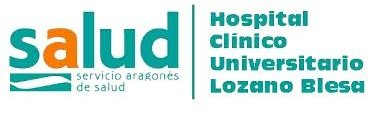 salud
servicio aragonés
de salud
Hospital
Clínico
Universitario
Lozano Blesa